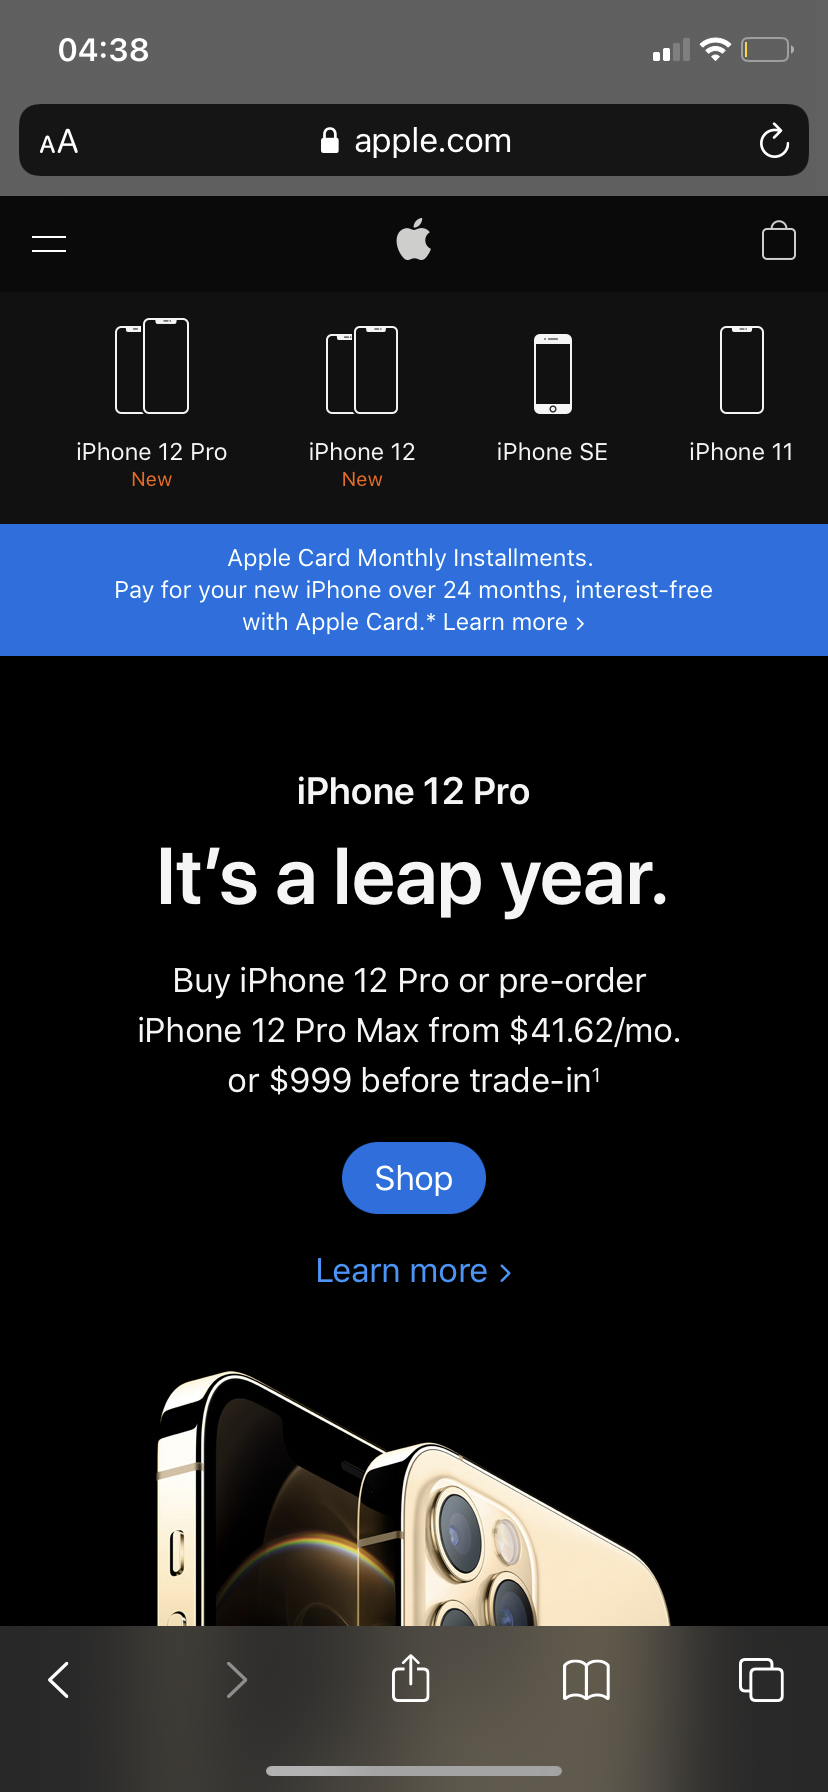 04:38
AA
apple.com
iPhone 12 Pro
New
iPhone 12
New
iPhone SE
iPhone 11
Apple Card Monthly Installments.
Pay for your new iPhone over 24 months, interest-free
with Apple Card.* Learn more >
iPhone 12 Pro
It’s a leap year.
Buy iPhone 12 Pro or pre-order
iPhone 12 Pro Max from $41.62/mo.
or $999 before trade-in¹
Shop
Learn more >